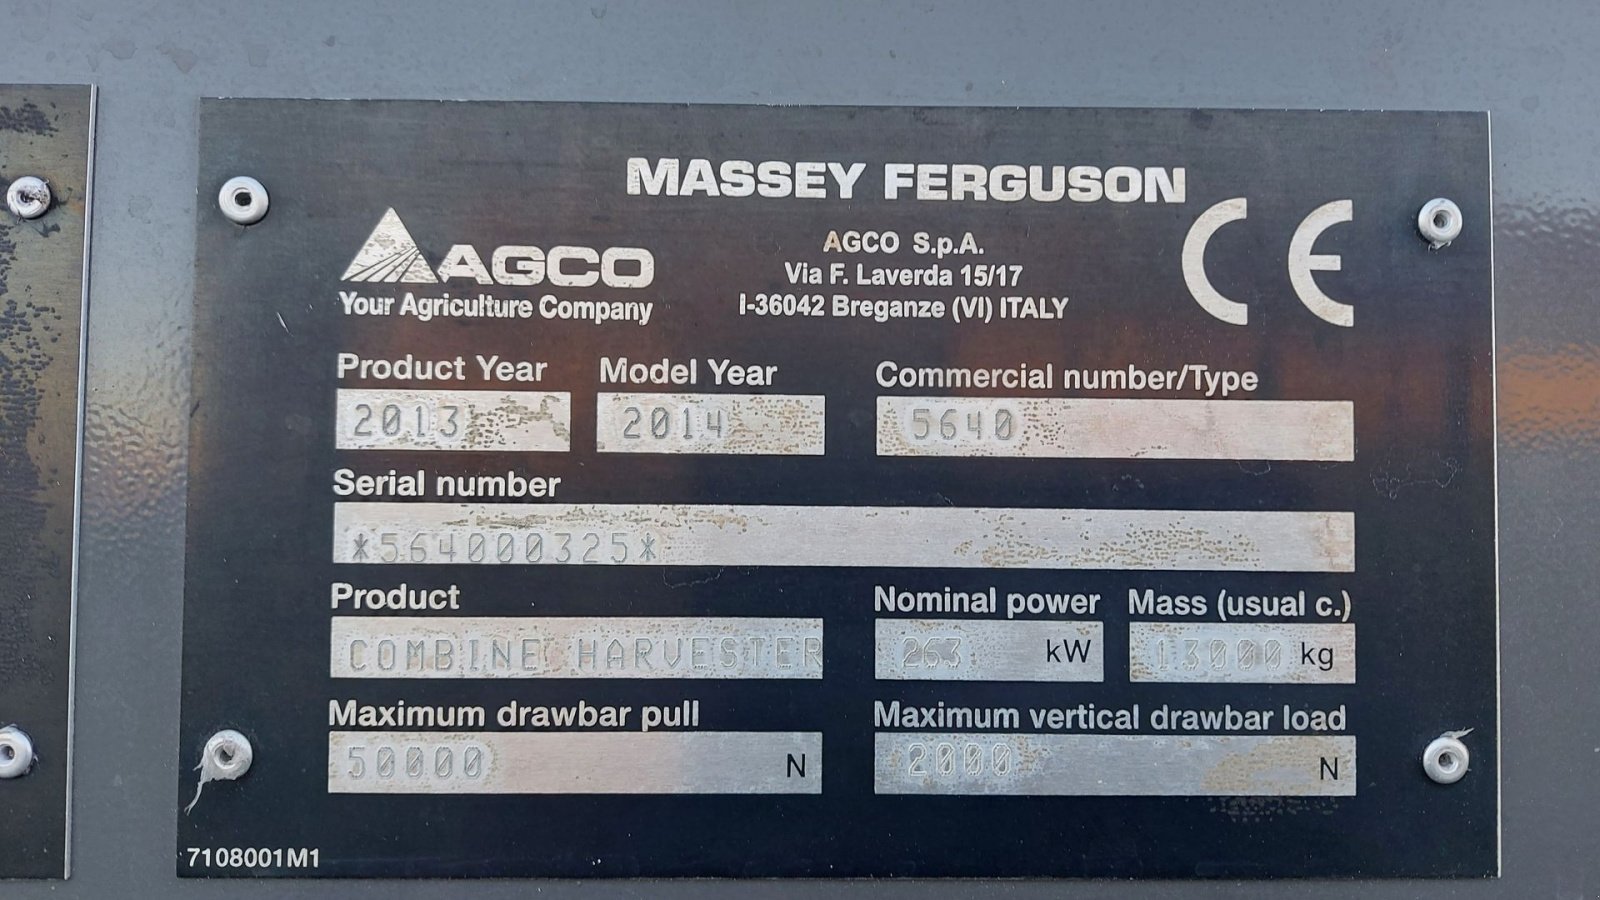 MASSEY FERGUSON
AGCO
Your Agriculture Company
AGCO S.p.A.
Via F. Laverda 15/17
I-36042 Breganze (VI) ITALY
CE
Product Year
Model Year
Commercial number/Type
2013
2014
5640
Serial number
*564000325*
Product
Nominal power
Mass (usual c.)
COMBINE HARVESTER
263 kW
13000 kg
Maximum drawbar pull
Maximum vertical drawbar load
50000 N
2000 N
7108001M1